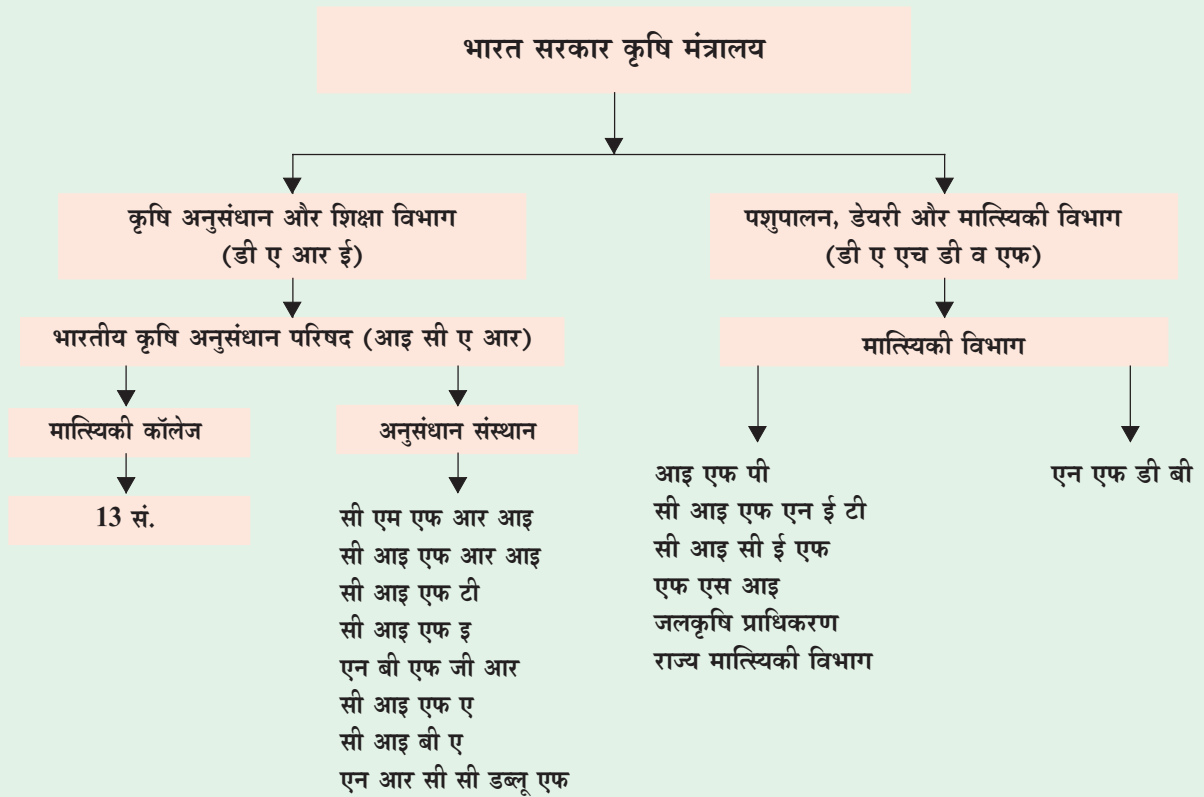 भारत सरकार कृषि मंत्रालय
कृषि अनुसंधान और शिक्षा विभाग
(डी ए आर ई)
पशुपालन, डेयरी और मात्स्यिकी विभाग
(डी ए एच डी व एफ)
भारतीय कृषि अनुसंधान परिषद (आइ सी ए आर)
मात्स्यिकी विभाग
मात्स्यिकी कॉलेज
अनुसंधान संस्थान
13 सं.
सी एम एफ आर आइ
सी आइ एफ आर आइ
सी आइ एफ टी
सी आइ एफ इ
एन बी एफ जी आर
सी आइ एफ ए
सी आइ बी ए
एन आर सी सी डब्लू एफ
आइ एफ पी
सी आइ एफ एन ई टी
सी आइ सी ई एफ
एफ एस आइ
जलकृषि प्राधिकरण
राज्य मात्स्यिकी विभाग
एन एफ डी बी